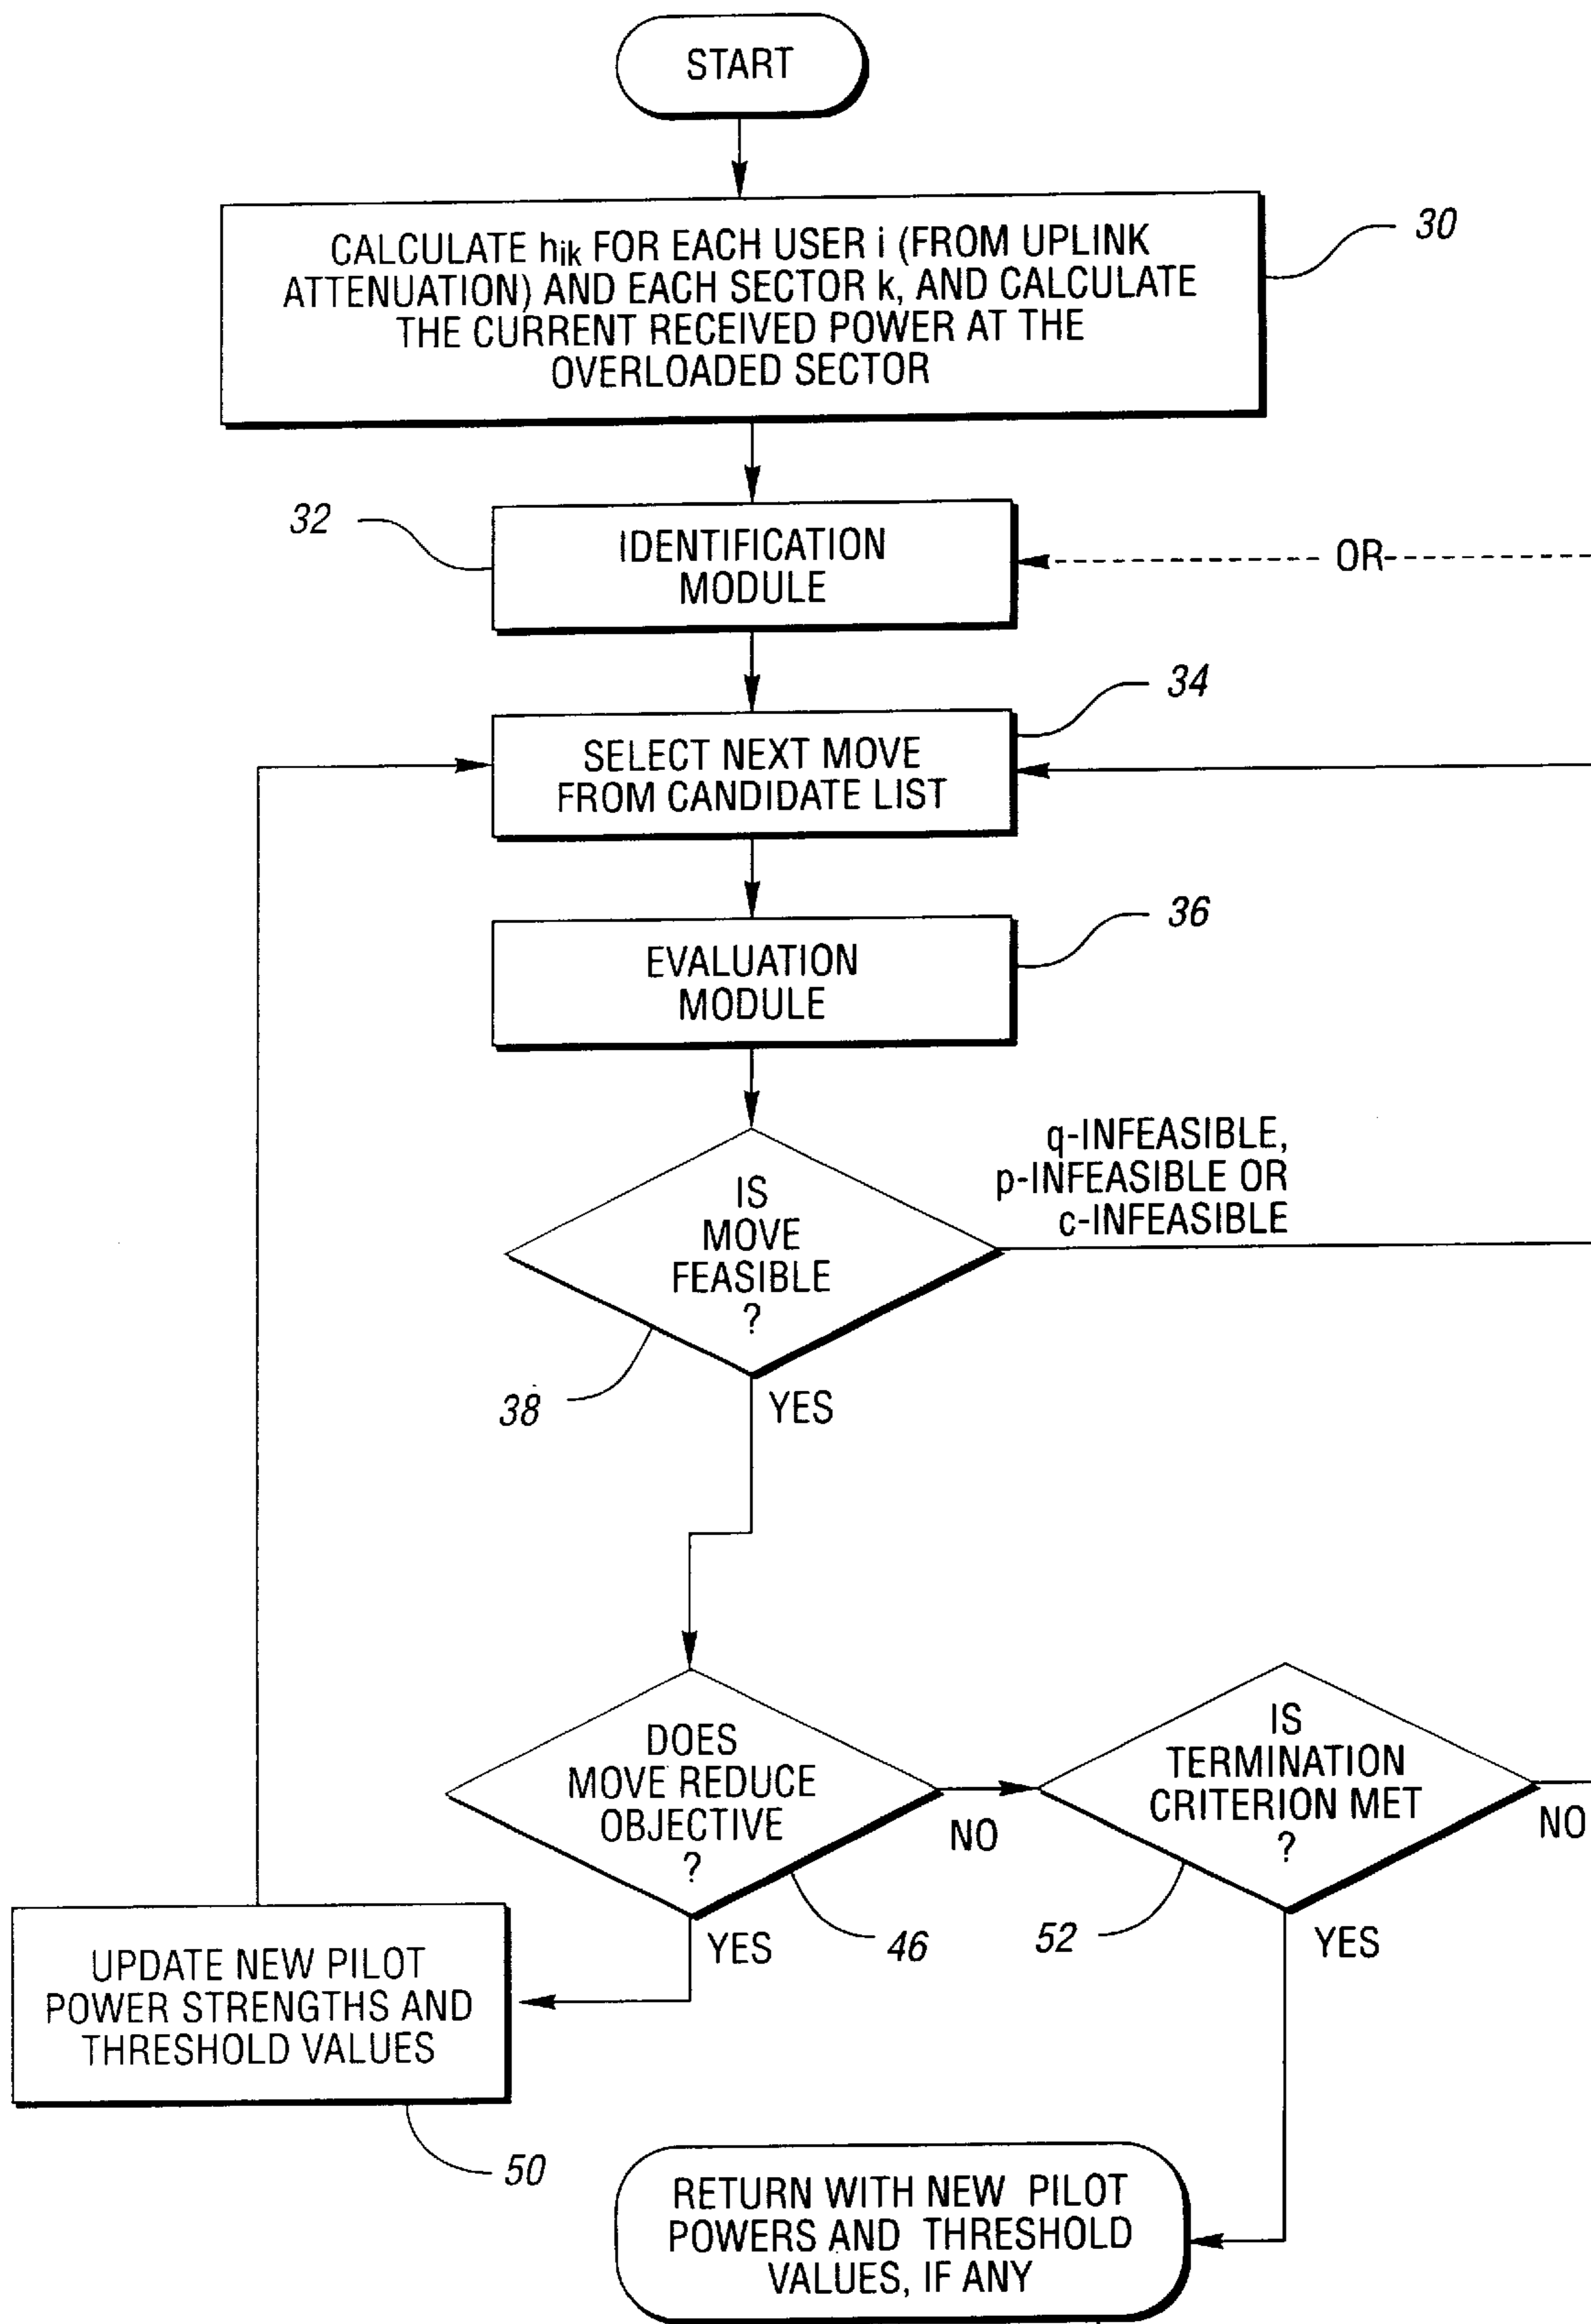 START
CALCULATE hik FOR EACH USER i (FROM UPLINK
ATTENUATION) AND EACH SECTOR k, AND CALCULATE
THE CURRENT RECEIVED POWER AT THE
OVERLOADED SECTOR
30
32
IDENTIFICATION
MODULE
OR
34
SELECT NEXT MOVE
FROM CANDIDATE LIST
36
EVALUATION
MODULE
q-INFEASIBLE,
p-INFEASIBLE OR
c-INFEASIBLE
IS
MOVE
FEASIBLE
?
38
YES
DOES
MOVE REDUCE
OBJECTIVE
?
NO
IS
TERMINATION
CRITERION MET
?
NO
YES
46
52
YES
UPDATE NEW PILOT
POWER STRENGTHS AND
THRESHOLD VALUES
50
RETURN WITH NEW PILOT
POWERS AND THRESHOLD
VALUES, IF ANY